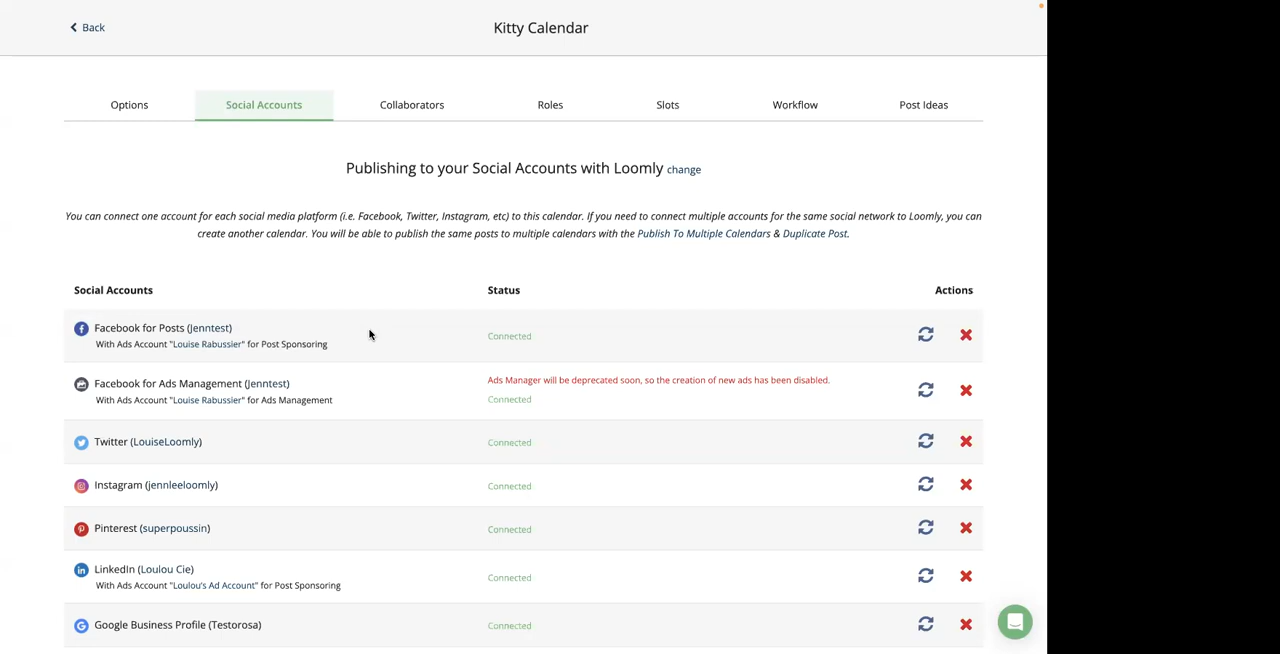 Back
Kitty Calendar
Options
Social Accounts
Collaborators
Roles
Slots
Workflow
Post Ideas
Publishing to your Social Accounts with Loomly change
You can connect one account for each social media platform (i.e. Facebook, Twitter, Instagram, etc) to this calendar. If you need to connect multiple accounts for the same social network to Loomly, you can
create another calendar. You will be able to publish the same posts to multiple calendars with the Publish To Multiple Calendars & Duplicate Post.
Social Accounts
Status
Actions
Facebook for Posts (Jenntest)
With Ads Account "Louise Rabussier" for Post Sponsoring
Connected
Facebook for Ads Management (Jenntest)
With Ads Account "Louise Rabussier" for Ads Management
Ads Manager will be deprecated soon, so the creation of new ads has been disabled.
Connected
Twitter (LouiseLoomly)
Connected
Instagram (jennleeloomly)
Connected
Pinterest (superpoussin)
Connected
LinkedIn (Loulou Cie)
With Ads Account "Loulou's Ad Account" for Post Sponsoring
Connected
Google Business Profile (Testorosa)
Connected